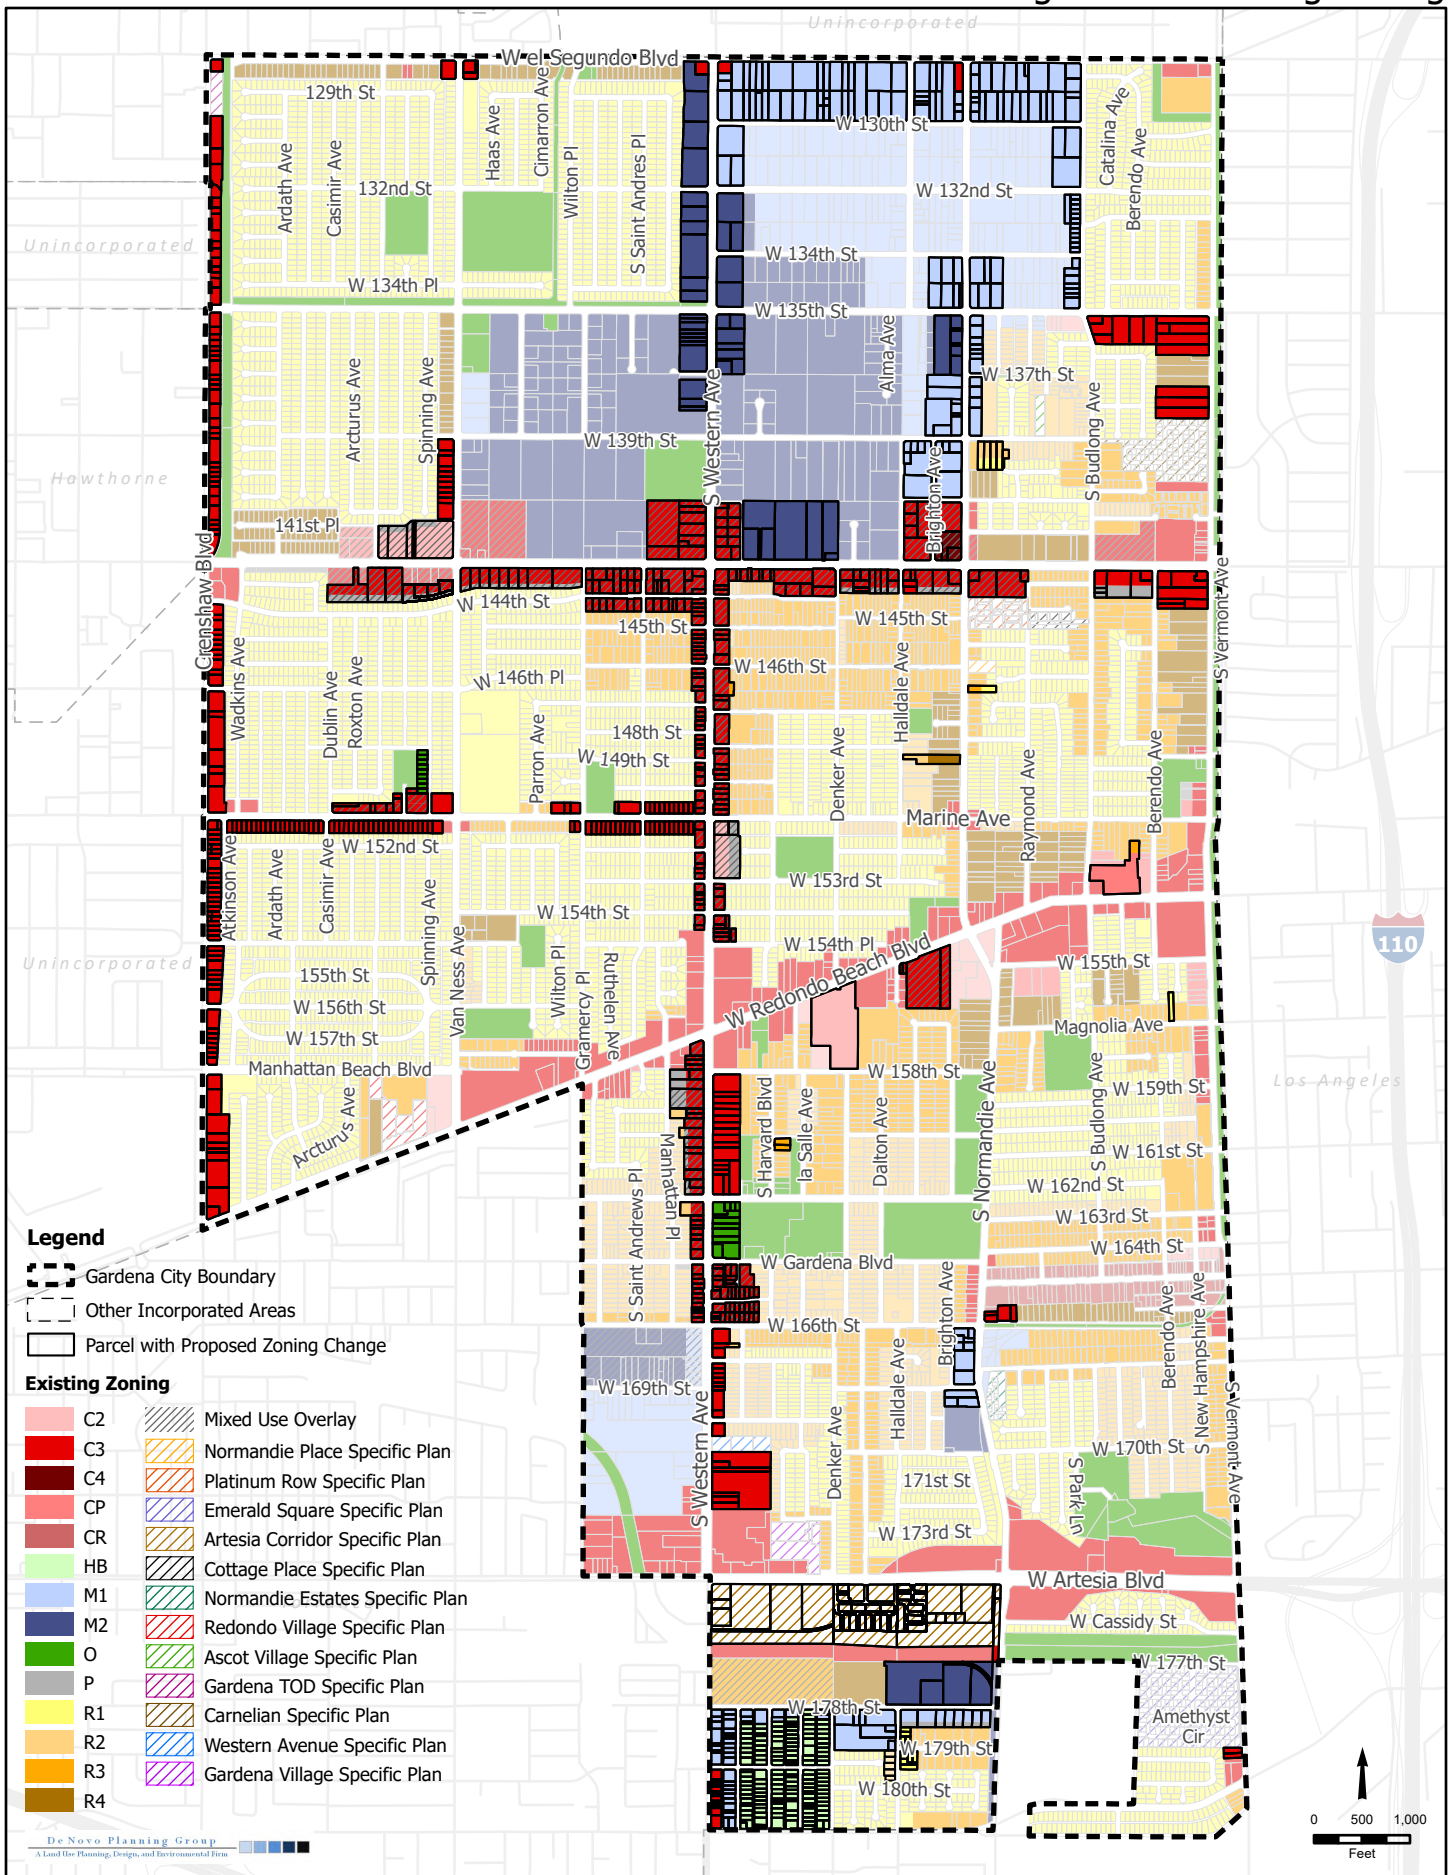 Unincorporated
W el Segundo Blvd
129th St
Haas Ave
Cimarron Ave
Wilton Pl
S Saint Andres Pl
W 130th St
Catalina Ave
Berendo Ave
Ardath Ave
Casimir Ave
132nd St
W 132nd St
Unincorporated
W 134th St
W 134th Pl
W 135th St
Arcturus Ave
Spinning Ave
S Western Ave
Alma Ave
W 137th St
S Budlong Ave
W 139th St
Hawthorne
Brighton Ave
141st Pl
Crenshaw Blvd
S Vermont Ave
W 144th St
145th St
W 145th St
Wadkins Ave
Dublin Ave
Roxton Ave
W 146th Pl
W 146th St
Halldale Ave
Parron Ave
148th St
W 149th St
Denker Ave
Raymond Ave
Berendo Ave
Marine Ave
W 152nd St
Atkinson Ave
Ardath Ave
Casimir Ave
Spinning Ave
W 153rd St
W 154th St
W 154th Pl
110
Unincorporated
155th St
Van Ness Ave
Wilton Pl
Gramercy Pl
Ruthelen Ave
W Redondo Beach Blvd
W 155th St
W 156th St
W 157th St
Magnolia Ave
Manhattan Beach Blvd
W 158th St
Los Angeles
Arcturus Ave
Manhattan Pl
S Harvard Blvd
la Salle Ave
Dalton Ave
S Normandie Ave
S Budlong Ave
W 159th St
W 161st St
S Saint Andrews Pl
W 162nd St
W 163rd St
W 164th St
W Gardena Blvd
Brighton Ave
Berendo Ave
S New Hampshire Ave
W 166th St
Halldale Ave
W 169th St
S Western Ave
Denker Ave
S Vermont Ave
W 170th St
171st St
S Park Ln
W 173rd St
W Artesia Blvd
W Cassidy St
W 177th St
W 178th St
Amethyst
Cir
W 179th St
W 180th St
Legend
Gardena City Boundary
Other Incorporated Areas
Parcel with Proposed Zoning Change
Existing Zoning
C2
C3
C4
CP
CR
HB
M1
M2
O
P
R1
R2
R3
R4
Mixed Use Overlay
Normandie Place Specific Plan
Platinum Row Specific Plan
Emerald Square Specific Plan
Artesia Corridor Specific Plan
Cottage Place Specific Plan
Normandie Estates Specific Plan
Redondo Village Specific Plan
Ascot Village Specific Plan
Gardena TOD Specific Plan
Carnelian Specific Plan
Western Avenue Specific Plan
Gardena Village Specific Plan
De Novo Planning Group
A Land Use Planning, Design, and Environmental Firm
0 500 1,000
Feet